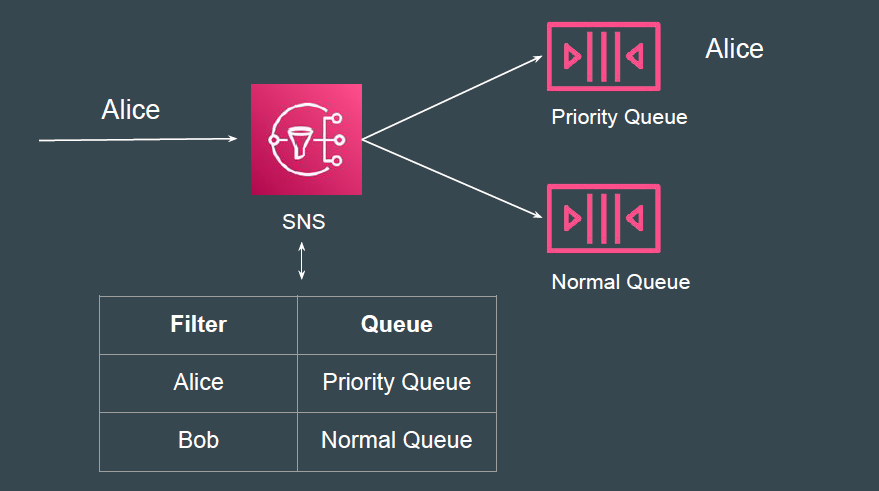 Alice
Alice
Priority Queue
SNS
Normal Queue
Filter Queue
Alice Priority Queue
Bob Normal Queue